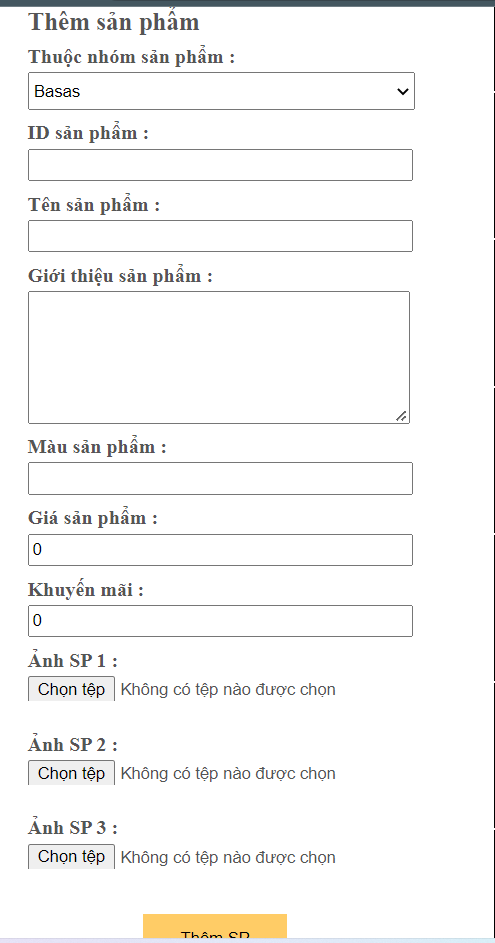 Thêm sản phẩm
Thuộc nhóm sản phẩm :
Basas
ID sản phẩm :
Tên sản phẩm :
Giới thiệu sản phẩm :
Màu sản phẩm :
Giá sản phẩm :
0
Khuyến mãi :
0
Ảnh SP 1 :
Chọn tệp Không có tệp nào được chọn
Ảnh SP 2 :
Chọn tệp Không có tệp nào được chọn
Ảnh SP 3 :
Chọn tệp Không có tệp nào được chọn
Thêm SP